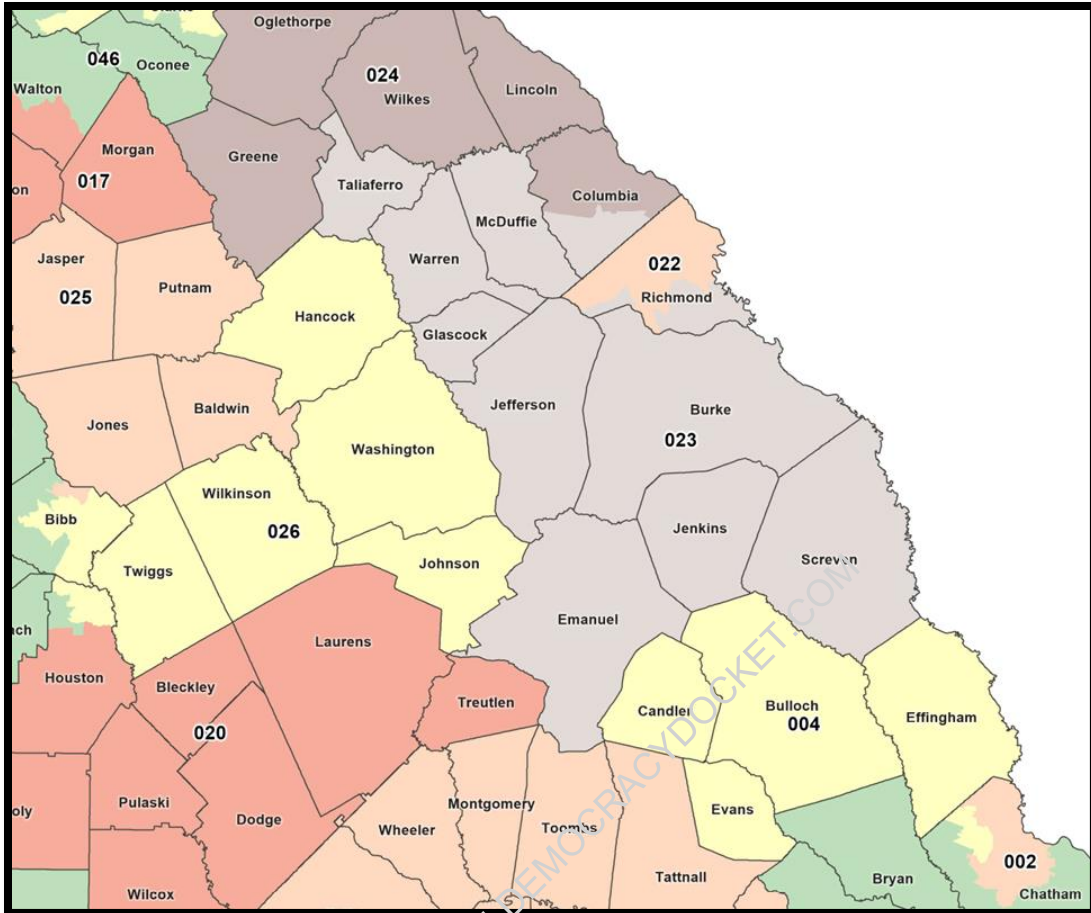 Oglethorpe
046
Oconee
024
Walton
Wilkes
Lincoln
Morgan
Greene
017
Taliaferro
Columbia
on
McDuffie
Warren
Jasper
022
025
Putnam
Richmond
Hancock
Glascock
Jefferson
Burke
Baldwin
Jones
023
Washington
Wilkinson
Bibb
026
Jenkins
Twiggs
Johnson
Screven
Emanuel
ch
Laurens
Houston
Bleckley
Treutlen
Candler
Bulloch
004
Effingham
020
Pulaski
Montgomery
Evans
oly
Dodge
Wheeler
Toombs
002
Tattnall
Bryan
Wilcox
Chatham
DEMOCRACYDOCKET.COM